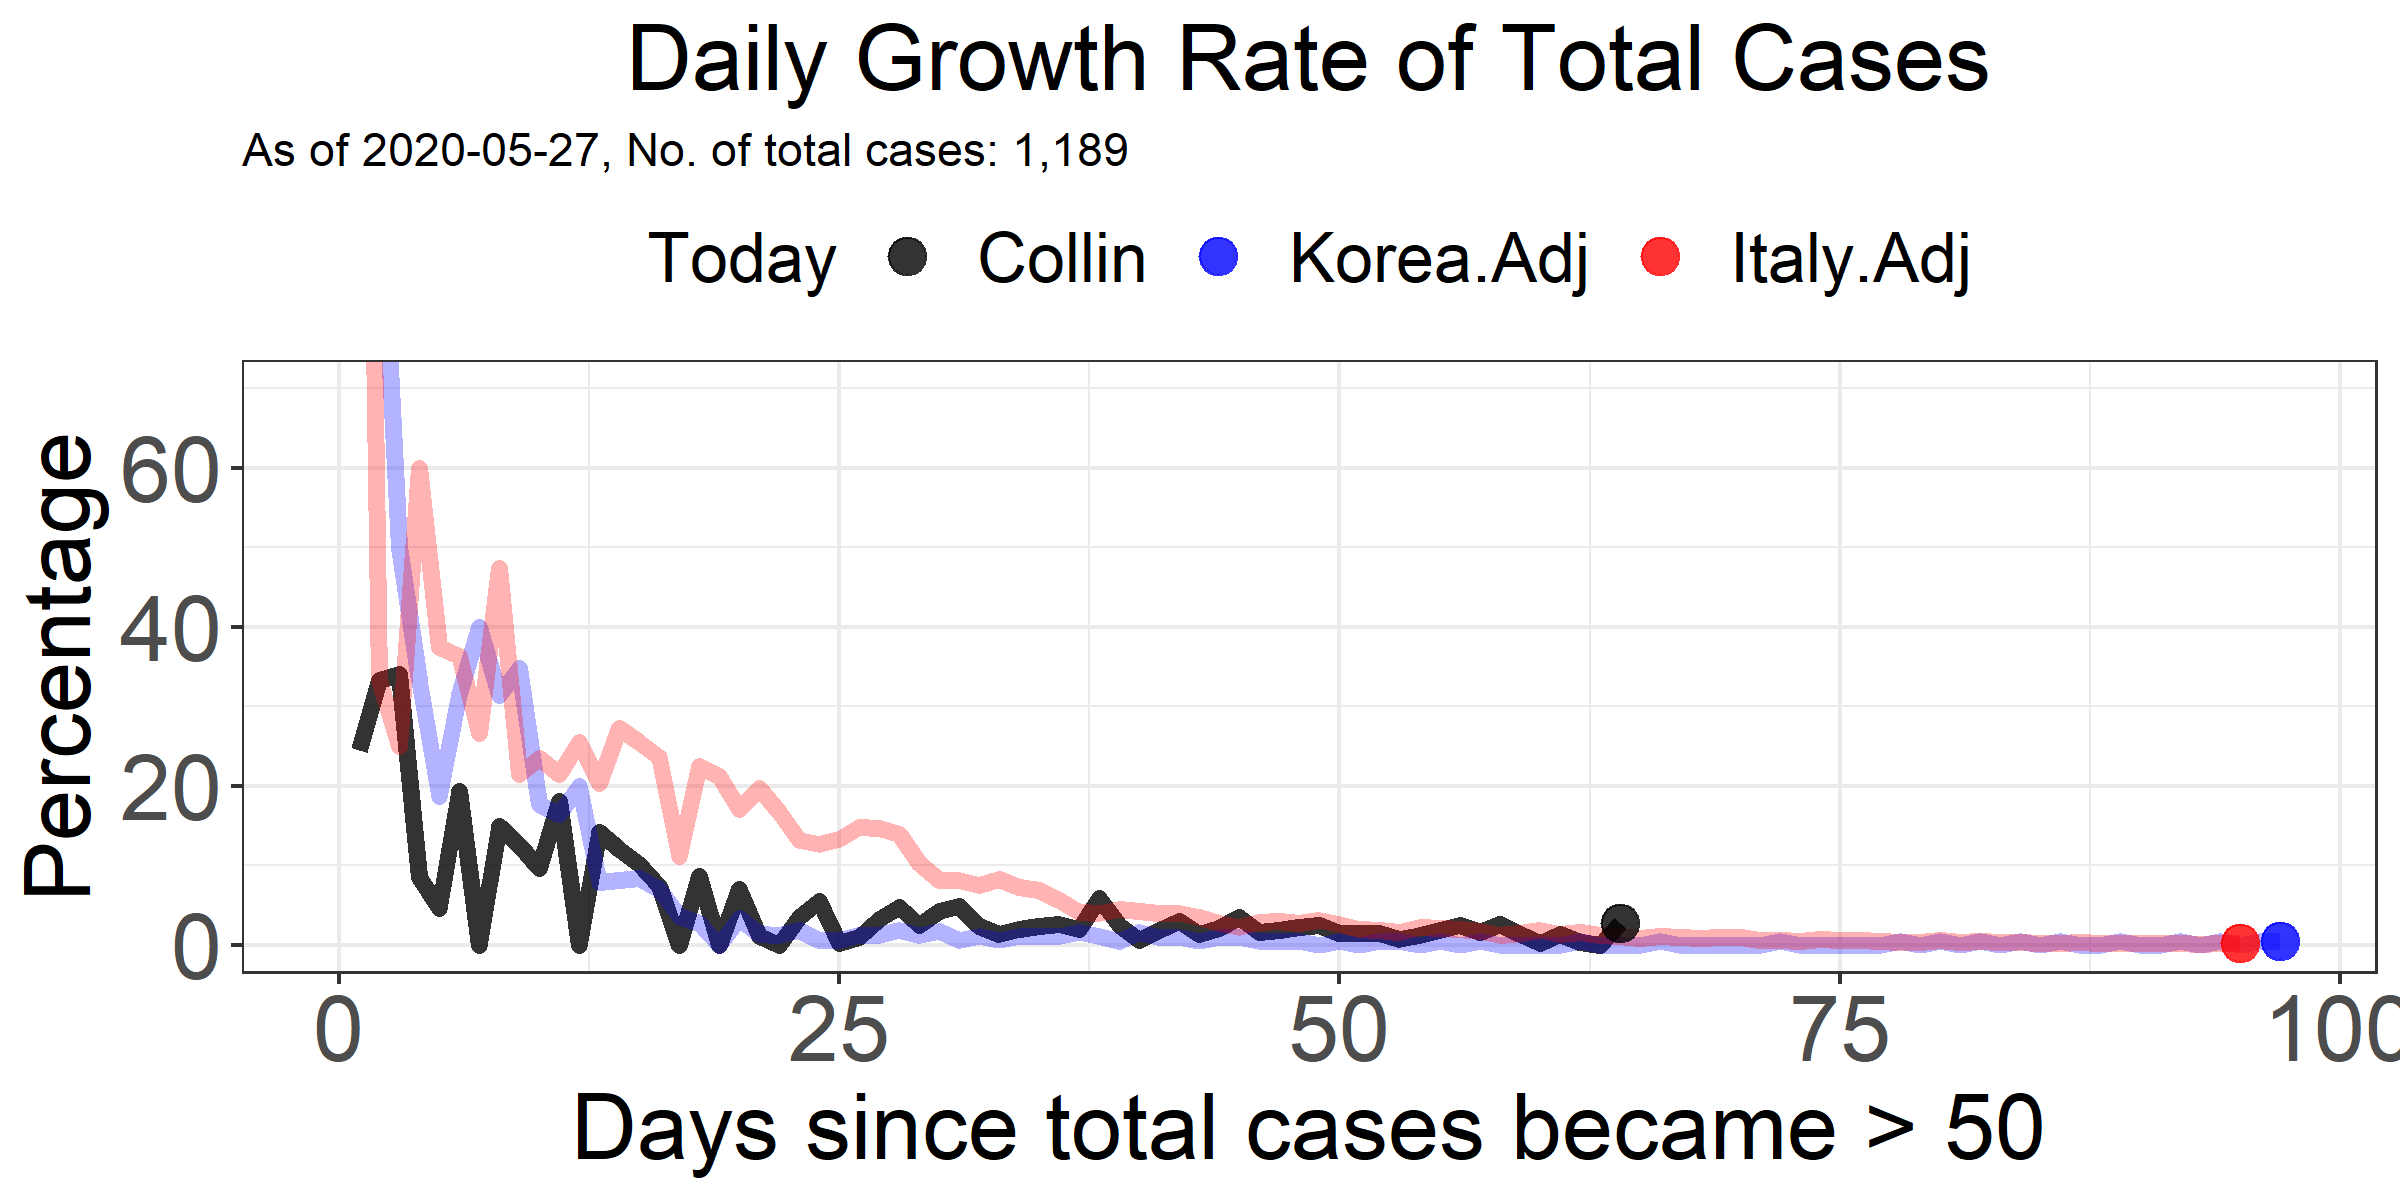 Daily Growth Rate of Total Cases
As of 2020-05-27, No. of total cases: 1,189
Today Collin Korea.Adj Italy.Adj
Percentage
60
40
20
0
0 25 50 75 100
Days since total cases became > 50